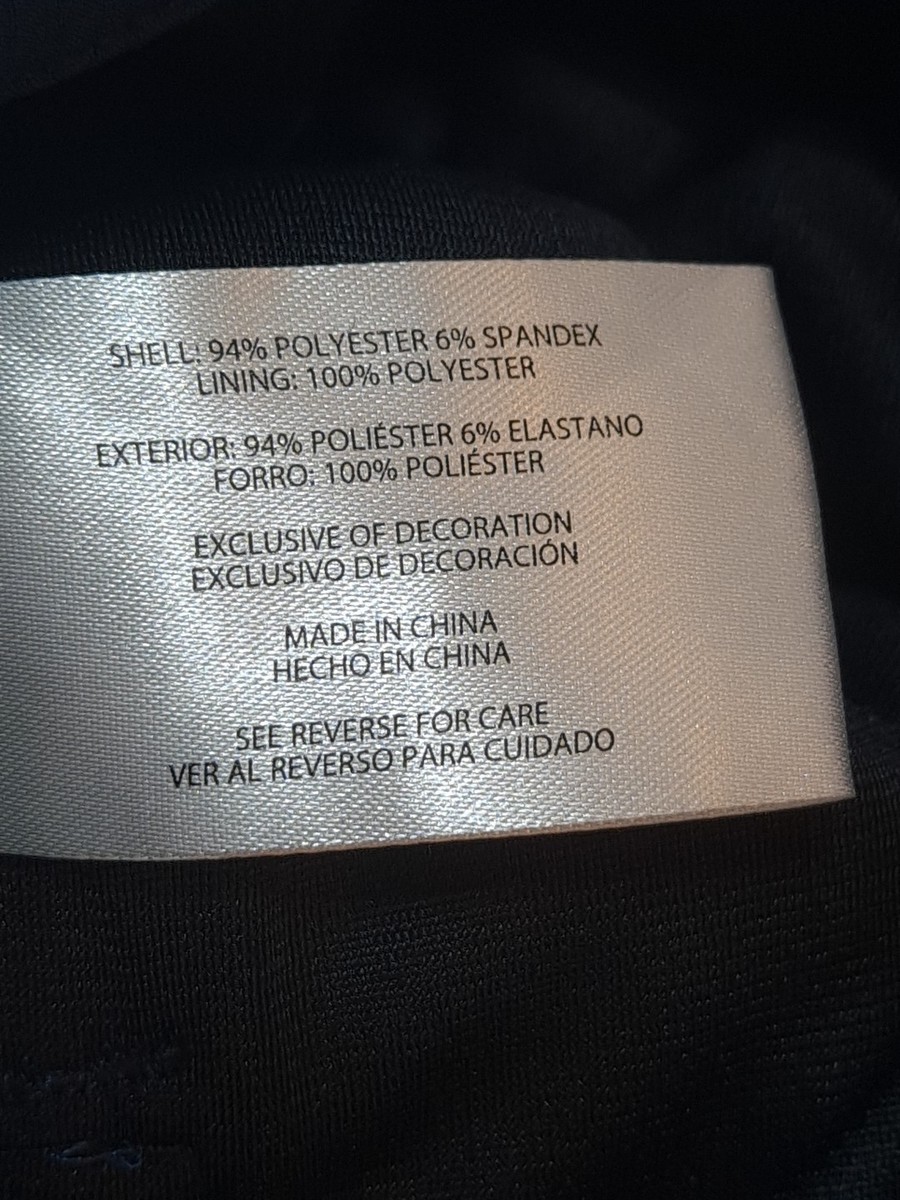 SHELL: 94% POLYESTER 6% SPANDEX
LINING: 100% POLYESTER
EXTERIOR: 94% POLIÉSTER 6% ELASTANO
FORRO: 100% POLIÉSTER
EXCLUSIVE OF DECORATION
EXCLUSIVO DE DECORACIÓN
MADE IN CHINA
HECHO EN CHINA
SEE REVERSE FOR CARE
VER AL REVERSO PARA CUIDADO